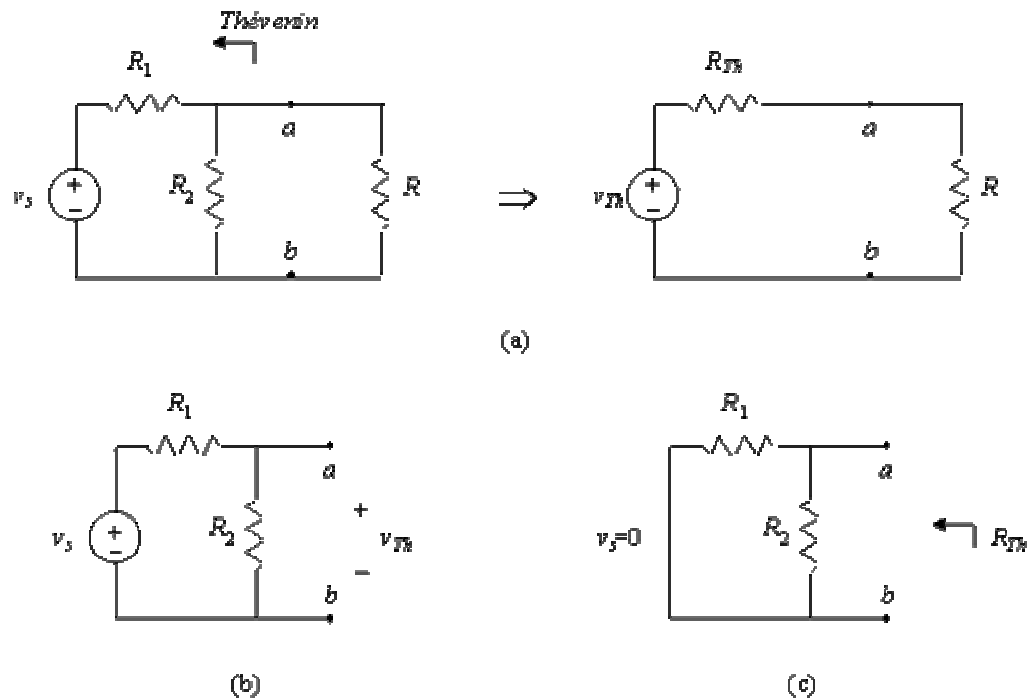 Thévenin
R1
RTh
a
a
vs
+
−
R2
R
⇒
vTh
+
−
R
b
b
(a)
R1
R1
a
a
vs
+
−
R2
+
vTh
−
vs=0
R2
RTh
b
b
(b)
(c)